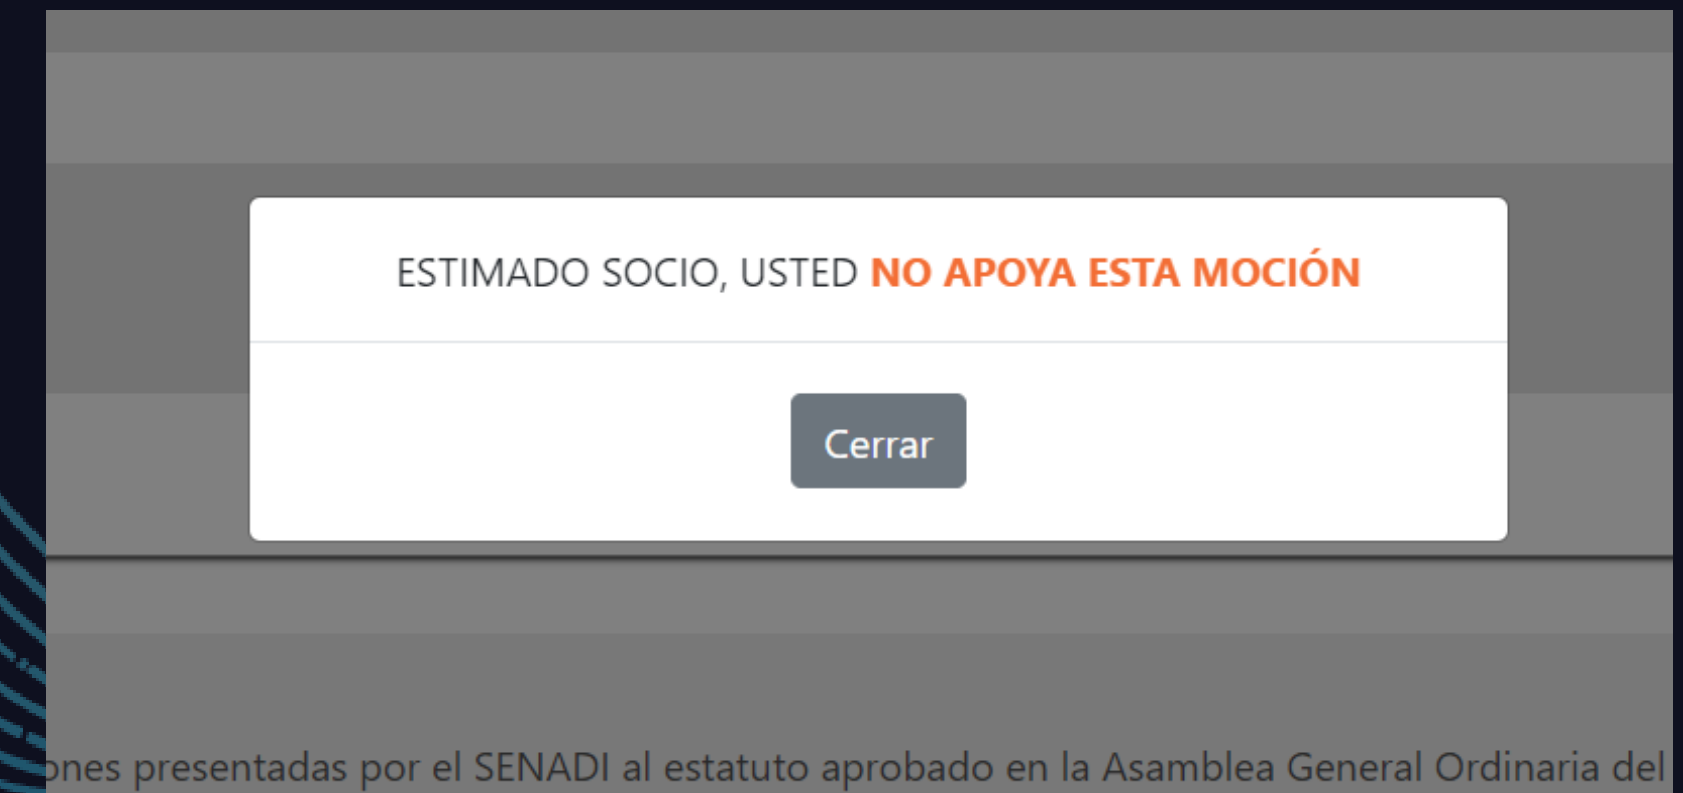 ESTIMADO SOCIO, USTED NO APOYA ESTA MOCIÓN
Cerrar
presentadas por el SENADI al estatuto aprobado en la Asamblea General Ordinaria del